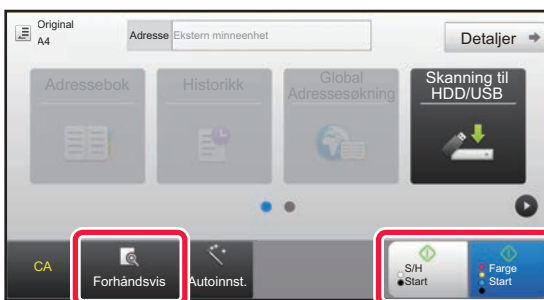 Original
A4
Adresse Ekstern minneenhet
Detaljer
Adressebok
Historikk
Global
Adressesøkning
Skanning til
HDD/USB
CA
Forhåndsvis
Autoinnst.
S/H
Start
Farge
Start